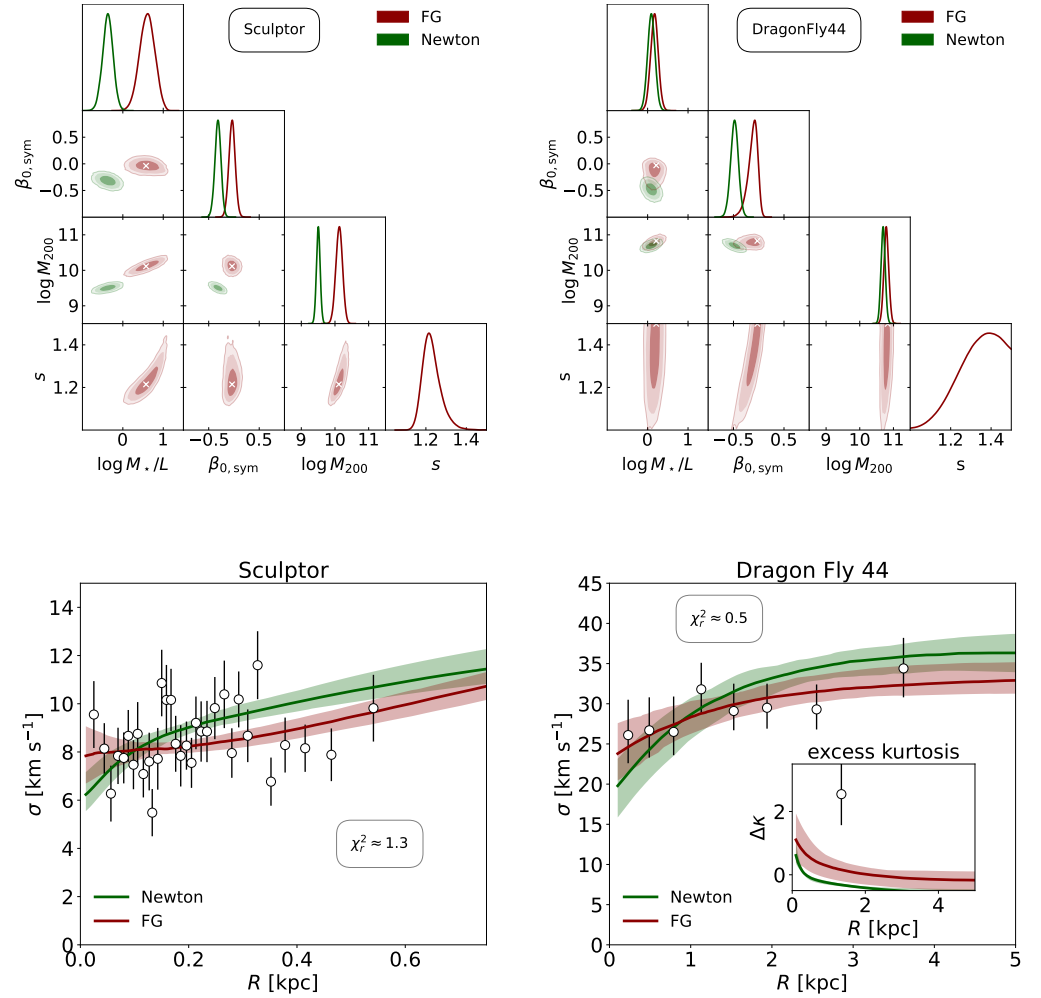 Sculptor
FG
Newton
β₀,sym
0.5
0.0
−0.5
log M₂₀₀
11
10
9
s
1.4
1.2
0 1
−0.5 0.5
9 10 11
1.2 1.4
log M⋆/L
β₀,sym
log M₂₀₀
s
DragonFly44
FG
Newton
β₀,sym
0.5
0.0
−0.5
log M₂₀₀
11
10
9
s
1.4
1.2
0 1
−0.5 0.5
9 10 11
1.2 1.4
log M⋆/L
β₀,sym
log M₂₀₀
s
Sculptor
σ [km s⁻¹]
14
12
10
8
6
4
2
0
χᵣ² ≈ 1.3
Newton
FG
0.0 0.2 0.4 0.6
R [kpc]
Dragon Fly 44
σ [km s⁻¹]
45
40
35
30
25
20
15
10
5
0
χᵣ² ≈ 0.5
excess kurtosis
Δκ
2
0
0 2 4
R [kpc]
Newton
FG
0 1 2 3 4 5
R [kpc]